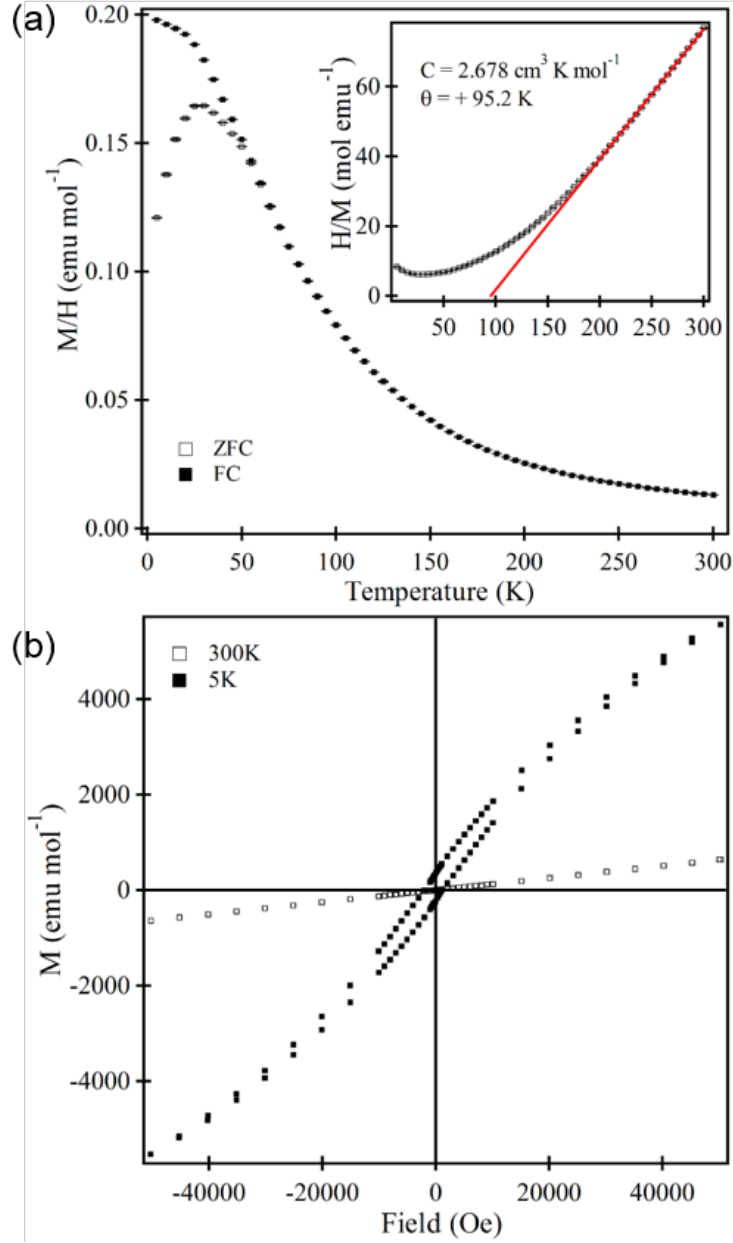 (a)
0.20
0.15
0.10
0.05
0.00
M/H (emu mol⁻¹)
C = 2.678 cm³ K mol⁻¹
θ = + 95.2 K
H/M (mol emu⁻¹)
60
40
20
0
50 100 150 200 250 300
ZFC
FC
0 50 100 150 200 250 300
Temperature (K)
(b)
300K
5K
4000
2000
0
-2000
-4000
M (emu mol⁻¹)
-40000 -20000 0 20000 40000
Field (Oe)